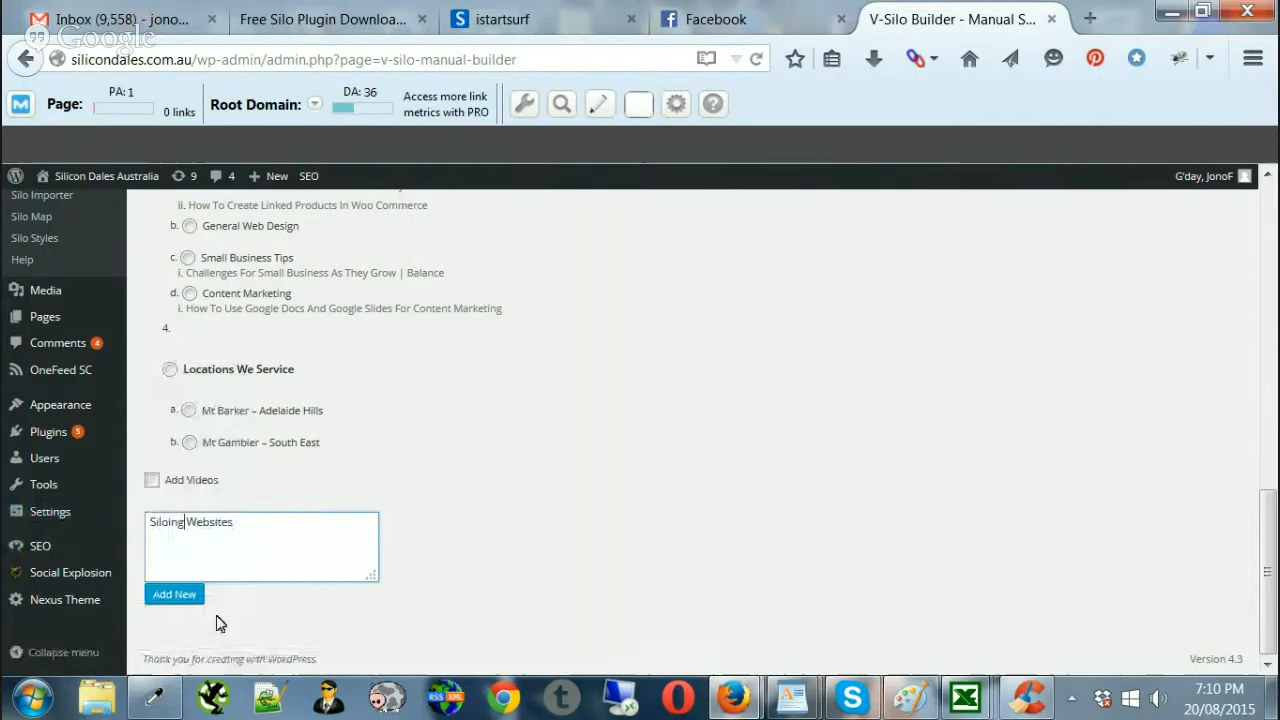 Inbox (9,558) - jono...
Free Silo Plugin Downloa...
istartsurf
Facebook
V-Silo Builder - Manual S...
Google
silicondales.com.au/wp-admin/admin.php?page=v-silo-manual-builder
Page:
PA: 1
0 links
Root Domain:
DA: 36
Access more link
metrics with PRO
Silicon Dales Australia
9
4
New
SEO
G'day, JonoF
Silo Importer
Silo Map
Silo Styles
Help
Media
Pages
Comments 4
OneFeed SC
Appearance
Plugins 5
Users
Tools
Settings
SEO
Social Explosion
Nexus Theme
Collapse menu
ii. How To Create Linked Products In Woo Commerce
b. General Web Design
c. Small Business Tips
i. Challenges For Small Business As They Grow | Balance
d. Content Marketing
i. How To Use Google Docs And Google Slides For Content Marketing
4.
Locations We Service
a. Mt Barker – Adelaide Hills
b. Mt Gambier – South East
Add Videos
Siloing Websites
Add New
Thank you for creating with WordPress.
Version 4.3
RSS XML
7:10 PM
20/08/2015